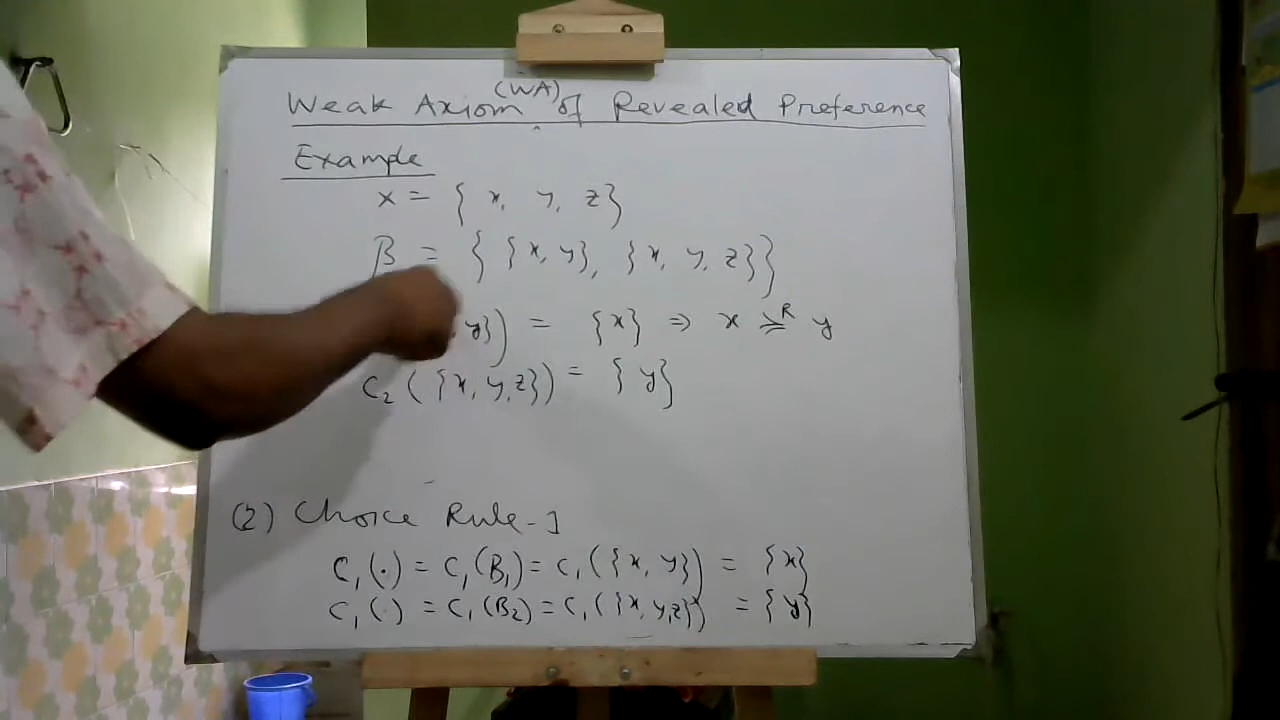 Weak Axiom (WA) of Revealed Preference
Example
X = { x, y, z }
β = { {x, y}, {x, y, z} }
y}) = {x} ⇒ x ≽ᴿ y
C₂ ({x, y, z}) = { y }
(2) Choice Rule - 1
C₁(.) = C₁(B₁) = C₁({x, y}) = {x}
C₁(.) = C₁(B₂) = C₁({x, y, z}) = {y}